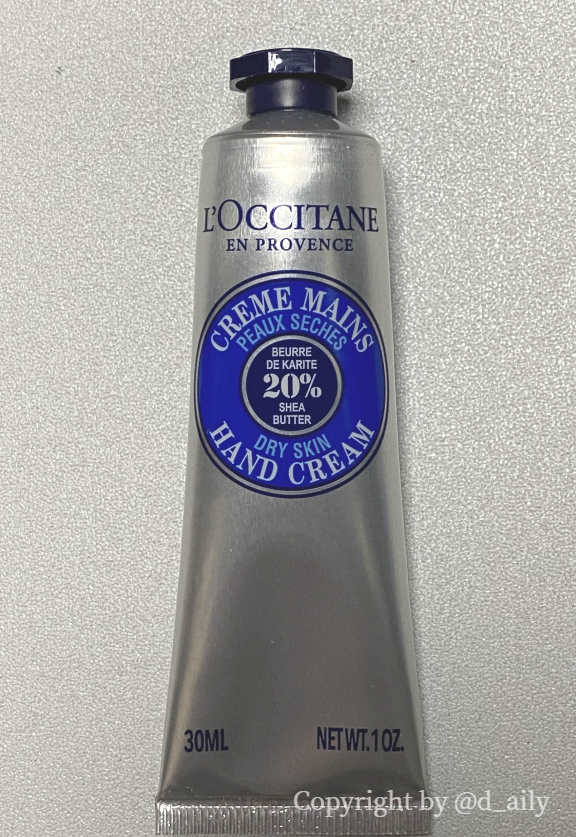 L'OCCITANE
EN PROVENCE
CREME MAINS
PEAUX SECHES
BEURRE
DE KARITE
20%
SHEA
BUTTER
DRY SKIN
HAND CREAM
30ML NET WT. 1 OZ.
Copyright by @d_aily